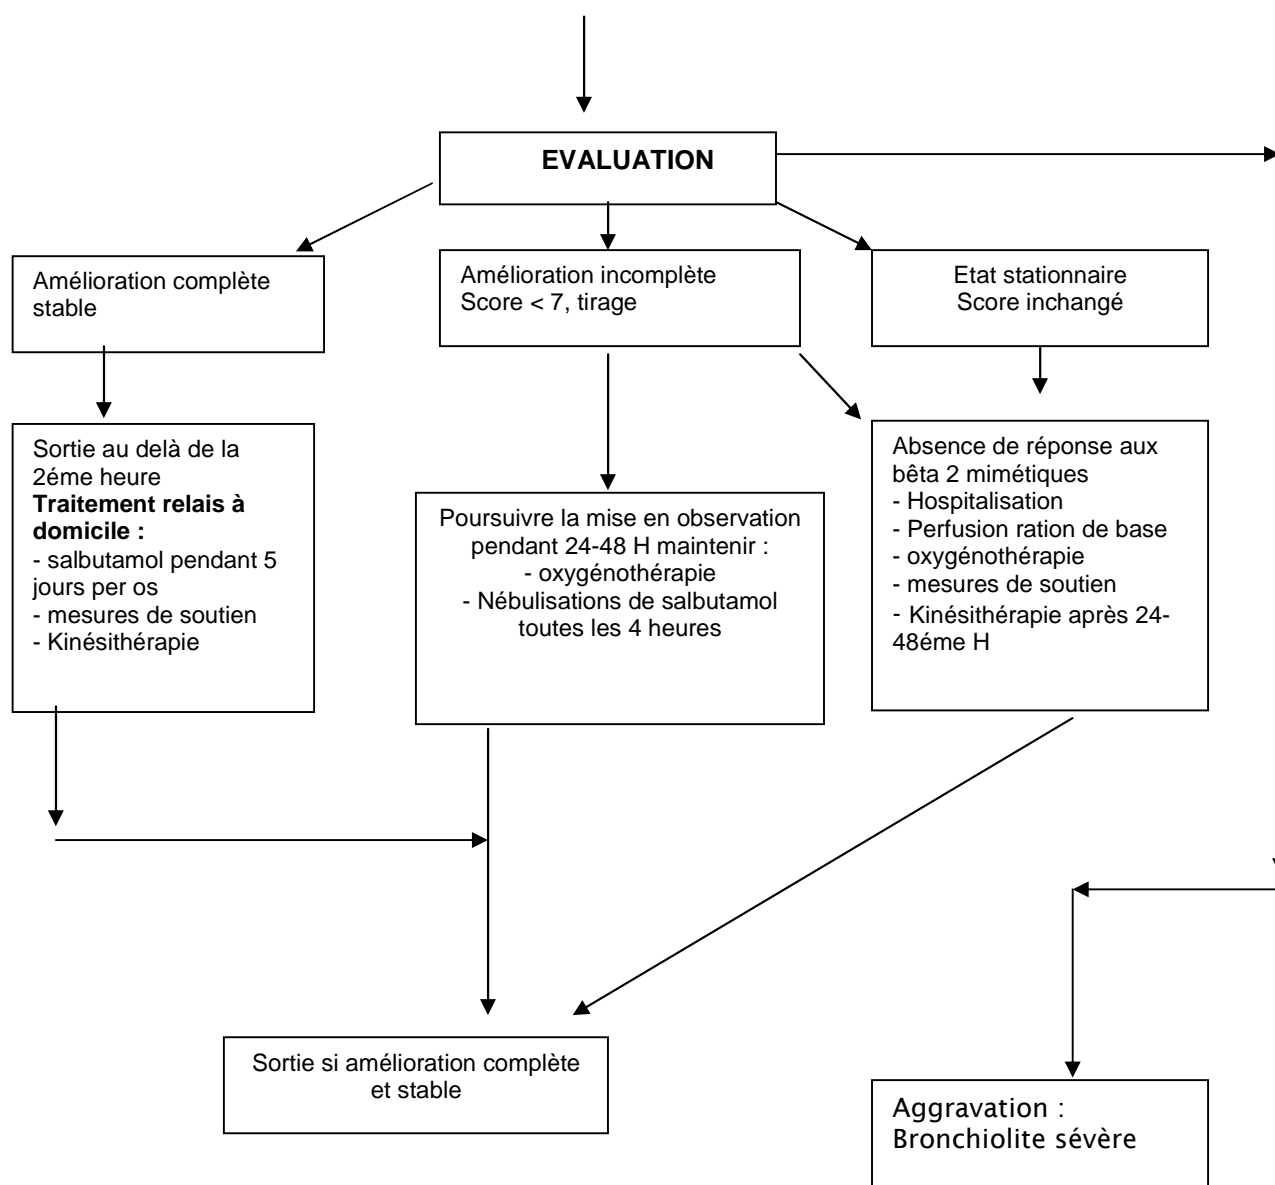 EVALUATION
Amélioration complète
stable
Amélioration incomplète
Score < 7, tirage
Etat stationnaire
Score inchangé
Sortie au delà de la
2éme heure
Traitement relais à
domicile :
- salbutamol pendant 5
jours per os
- mesures de soutien
- Kinésithérapie
Poursuivre la mise en observation
pendant 24-48 H maintenir :
- oxygénothérapie
- Nébulisations de salbutamol
toutes les 4 heures
Absence de réponse aux
bêta 2 mimétiques
- Hospitalisation
- Perfusion ration de base
- oxygénothérapie
- mesures de soutien
- Kinésithérapie après 24-
48éme H
Sortie si amélioration complète
et stable
Aggravation :
Bronchiolite sévère